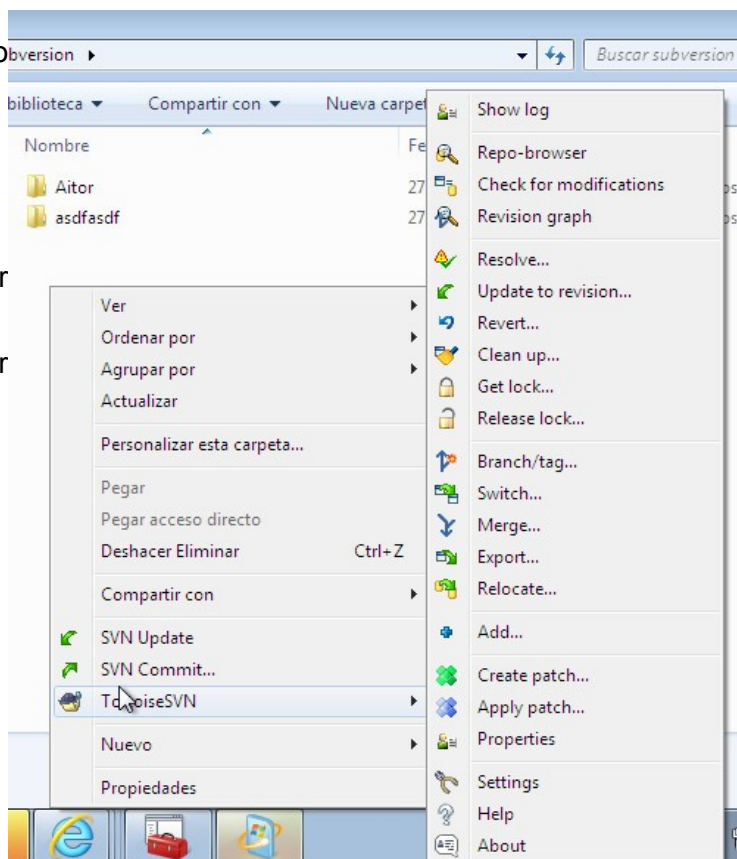 bversion
Buscar subversion
biblioteca
Compartir con
Nueva carpet
Nombre
Fe
Aitor
27
asdfasdf
27
r
r
Ver
Ordenar por
Agrupar por
Actualizar
Personalizar esta carpeta...
Pegar
Pegar acceso directo
Deshacer Eliminar Ctrl+Z
Compartir con
SVN Update
SVN Commit...
TortoiseSVN
Nuevo
Propiedades
Show log
Repo-browser
Check for modifications
Revision graph
Resolve...
Update to revision...
Revert...
Clean up...
Get lock...
Release lock...
Branch/tag...
Switch...
Merge...
Export...
Relocate...
Add...
Create patch...
Apply patch...
Properties
Settings
Help
About